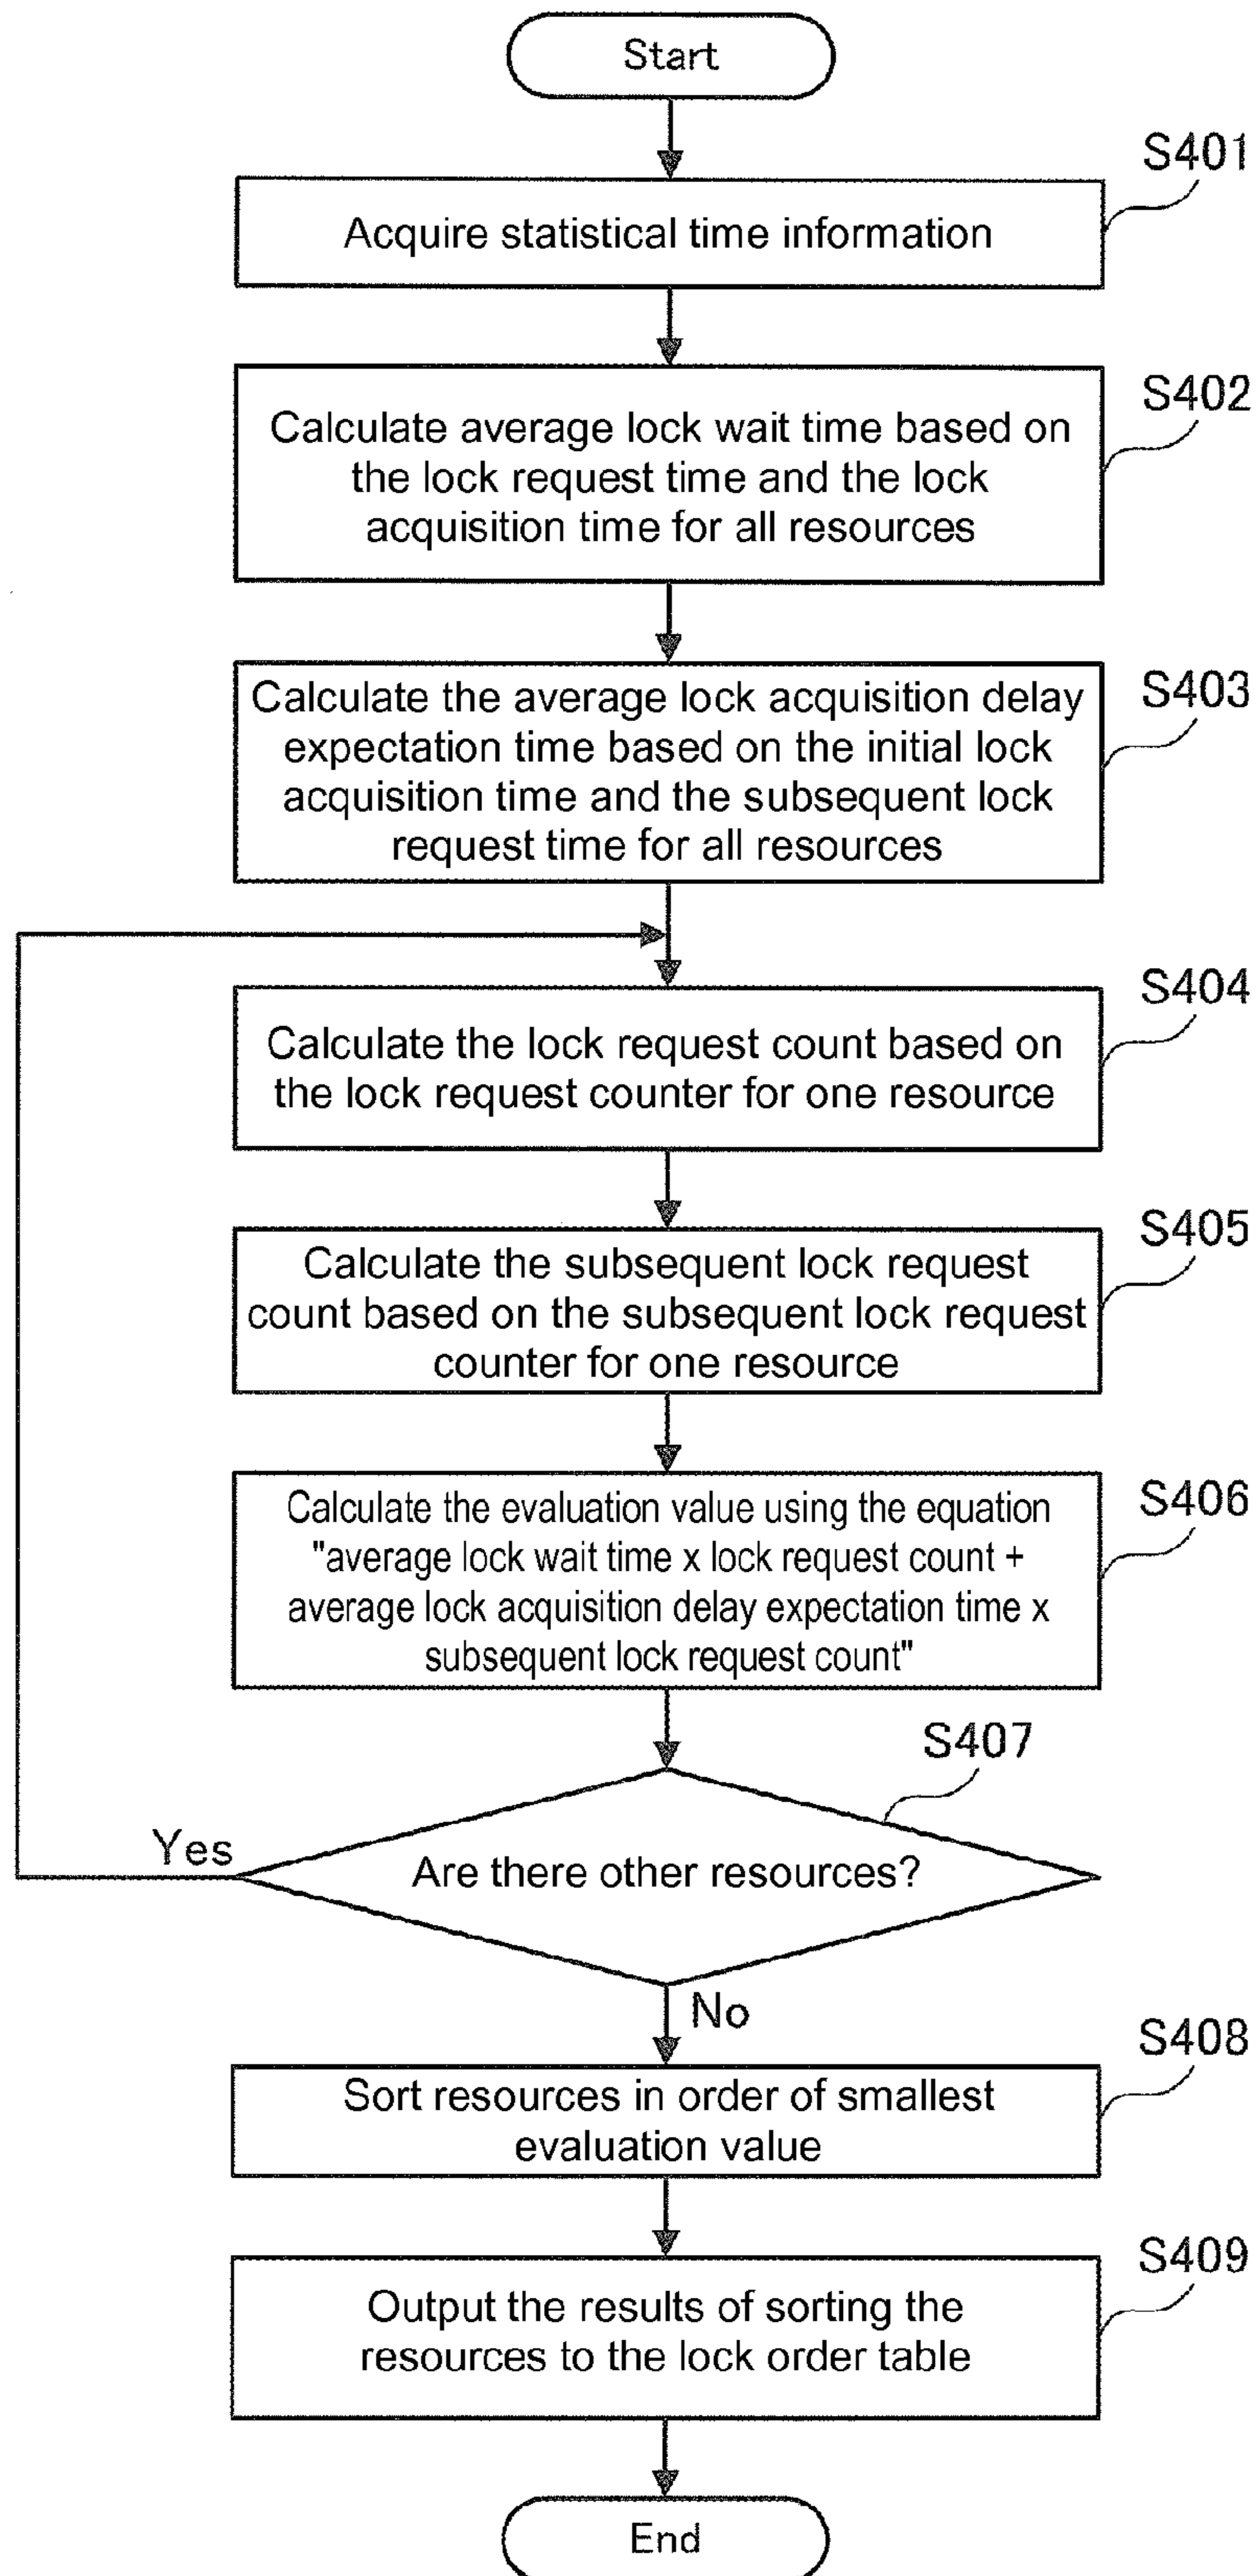 Start
S401
Acquire statistical time information
S402
Calculate average lock wait time based on
the lock request time and the lock
acquisition time for all resources
S403
Calculate the average lock acquisition delay
expectation time based on the initial lock
acquisition time and the subsequent lock
request time for all resources
S404
Calculate the lock request count based on
the lock request counter for one resource
S405
Calculate the subsequent lock request
count based on the subsequent lock request
counter for one resource
S406
Calculate the evaluation value using the equation
"average lock wait time x lock request count +
average lock acquisition delay expectation time x
subsequent lock request count"
S407
Yes
Are there other resources?
No
S408
Sort resources in order of smallest
evaluation value
S409
Output the results of sorting the
resources to the lock order table
End